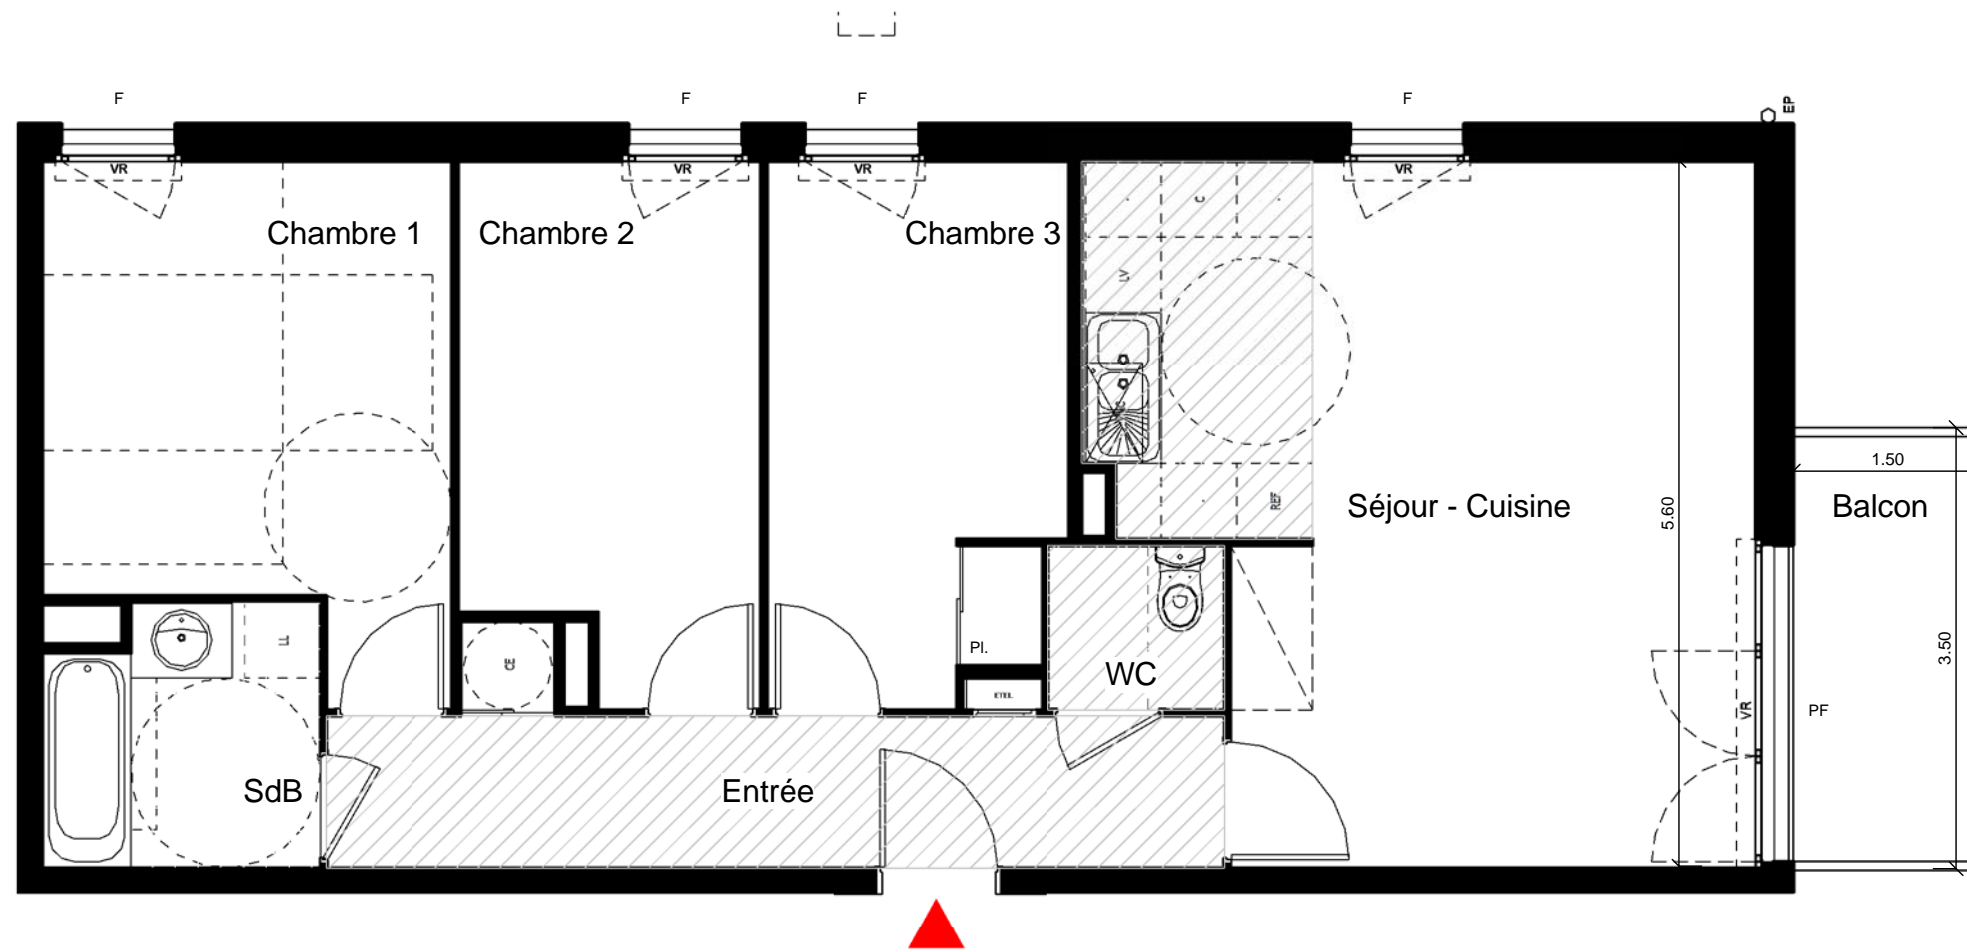 EP
F
F
F
F
VR
VR
VR
VR
C
Chambre 1
Chambre 2
Chambre 3
LV
1.50
REF
Séjour - Cuisine
5.60
Balcon
LL
CE
Pl.
3.50
WC
ETEL
VR
PF
SdB
Entrée